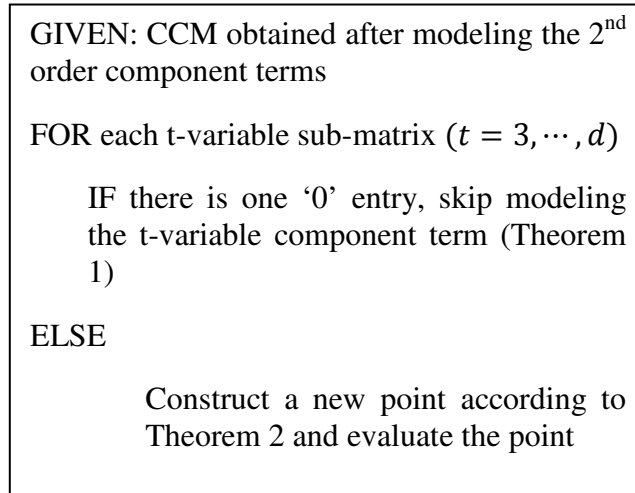 GIVEN: CCM obtained after modeling the 2nd
order component terms
FOR each t-variable sub-matrix (t = 3, ⋯, d)
IF there is one ‘0’ entry, skip modeling
the t-variable component term (Theorem
1)
ELSE
Construct a new point according to
Theorem 2 and evaluate the point